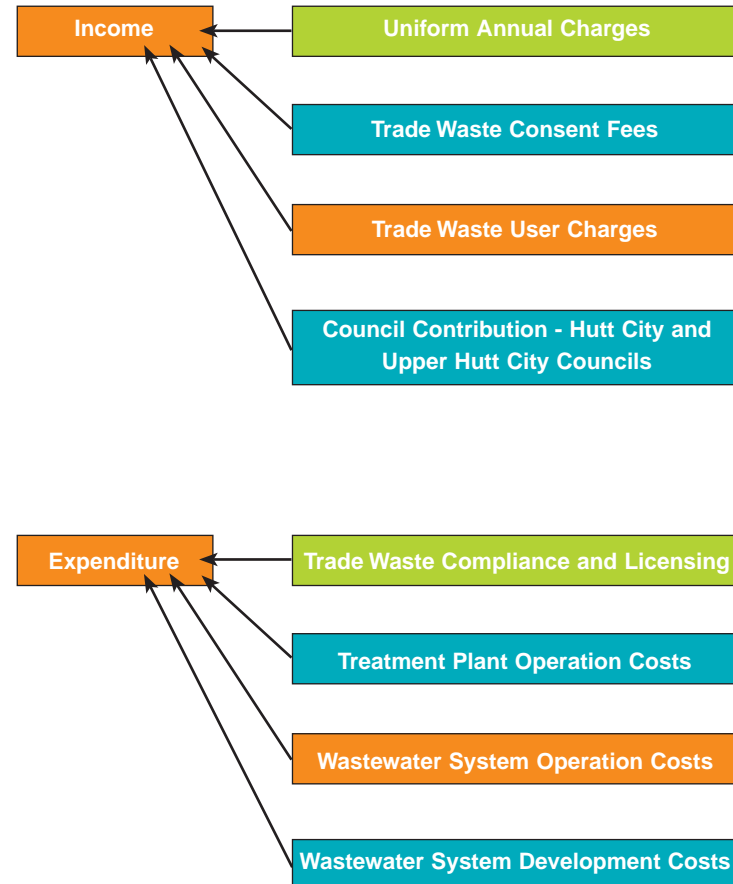 Income
Uniform Annual Charges
Trade Waste Consent Fees
Trade Waste User Charges
Council Contribution - Hutt City and
Upper Hutt City Councils
Expenditure
Trade Waste Compliance and Licensing
Treatment Plant Operation Costs
Wastewater System Operation Costs
Wastewater System Development Costs